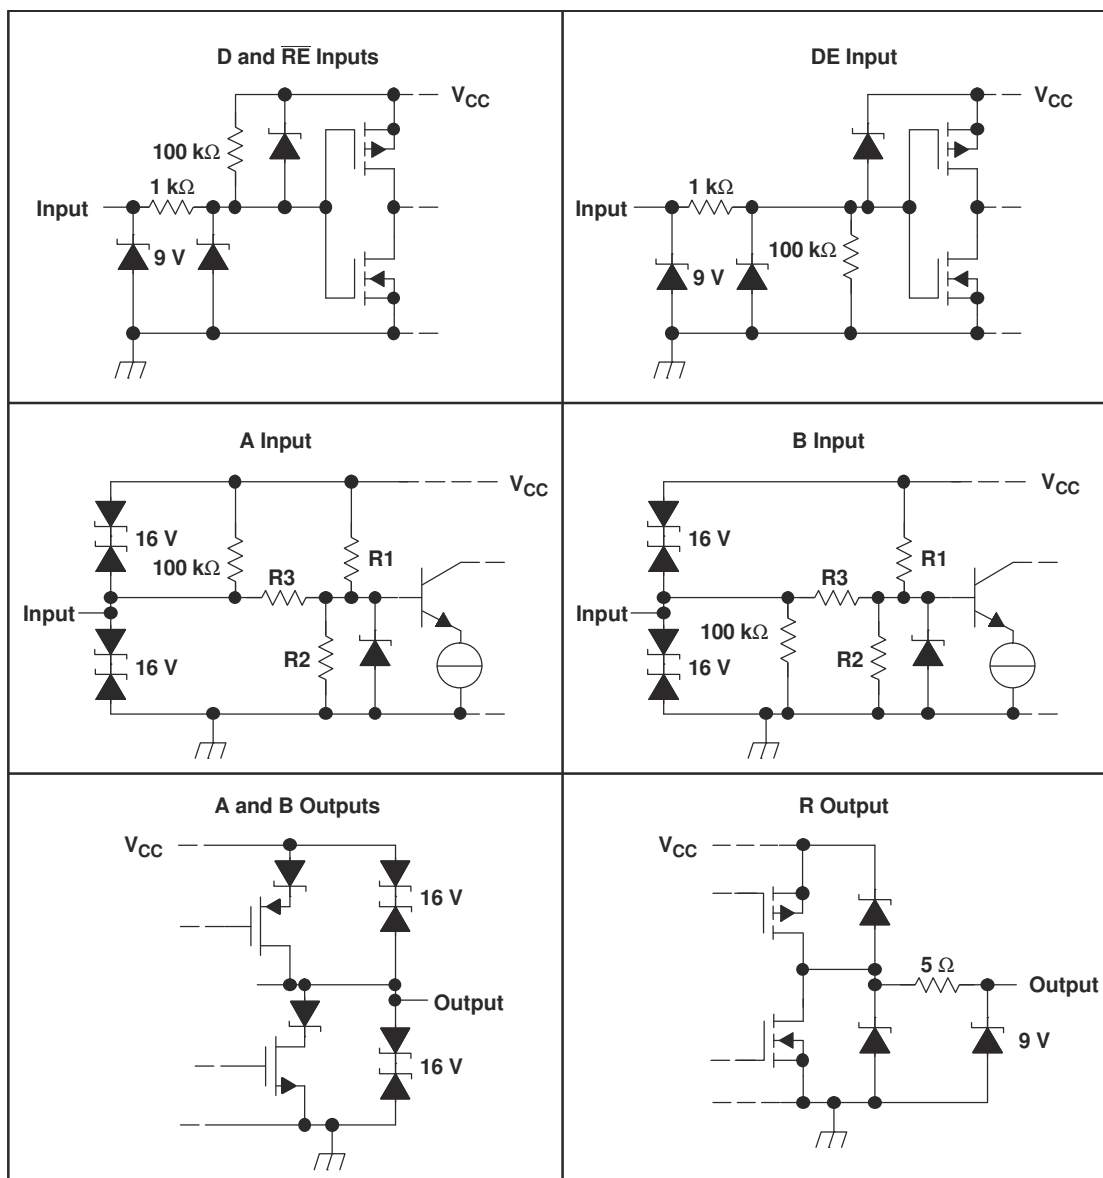 D and R̅E̅ Inputs
VCC
100 kΩ
1 kΩ
Input
9 V
DE Input
VCC
1 kΩ
Input
100 kΩ
9 V
A Input
VCC
16 V
100 kΩ
R1
R3
Input
16 V
R2
B Input
VCC
16 V
R1
R3
Input
100 kΩ
16 V
R2
A and B Outputs
VCC
16 V
Output
16 V
R Output
VCC
5 Ω
Output
9 V